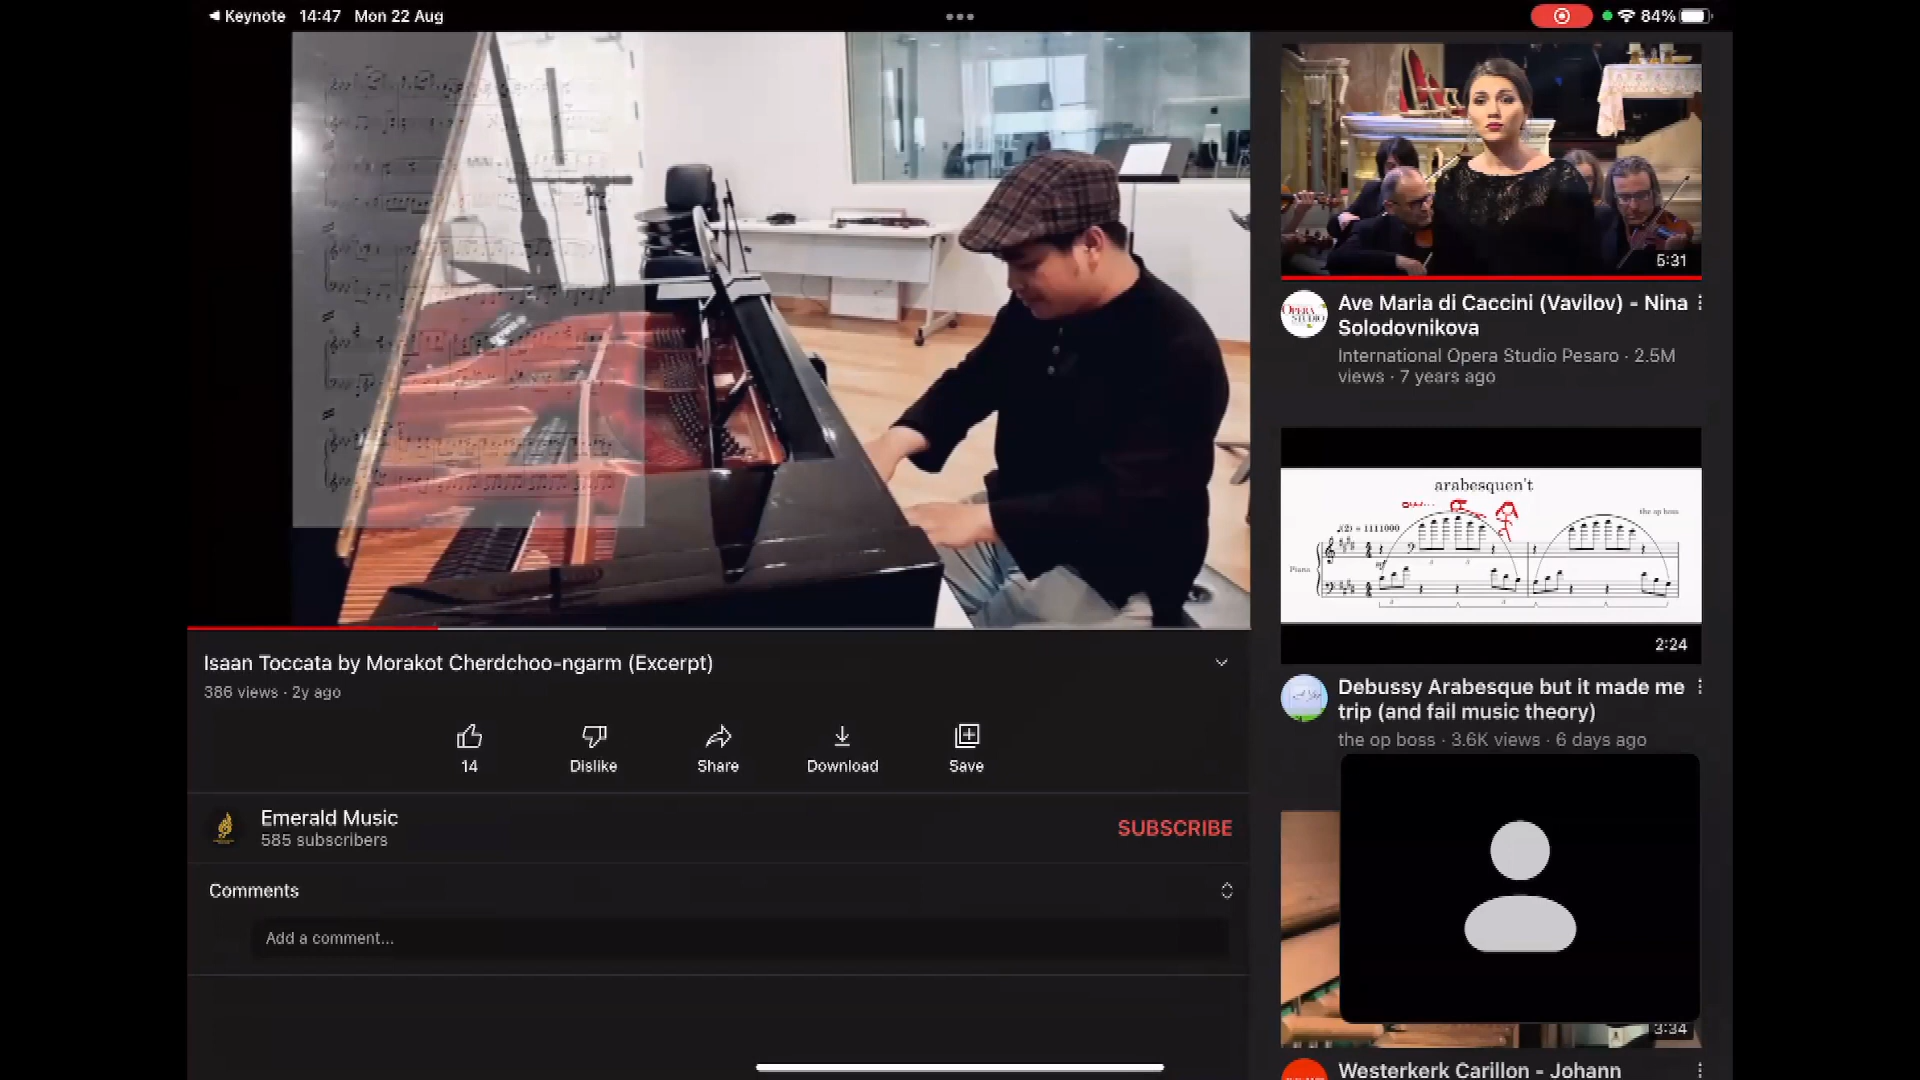 Keynote 14:47 Mon 22 Aug
84%
5:31
Ave Maria di Caccini (Vavilov) - Nina
Solodovnikova
International Opera Studio Pesaro · 2.5M
views · 7 years ago
arabesquen't
the op boss
Piano
2:24
Debussy Arabesque but it made me
trip (and fail music theory)
the op boss · 3.6K views · 6 days ago
3:34
Westerkerk Carillon - Johann
Isaan Toccata by Morakot Cherdchoo-ngarm (Excerpt)
386 views · 2y ago
14
Dislike
Share
Download
Save
Emerald Music
585 subscribers
SUBSCRIBE
Comments
Add a comment...